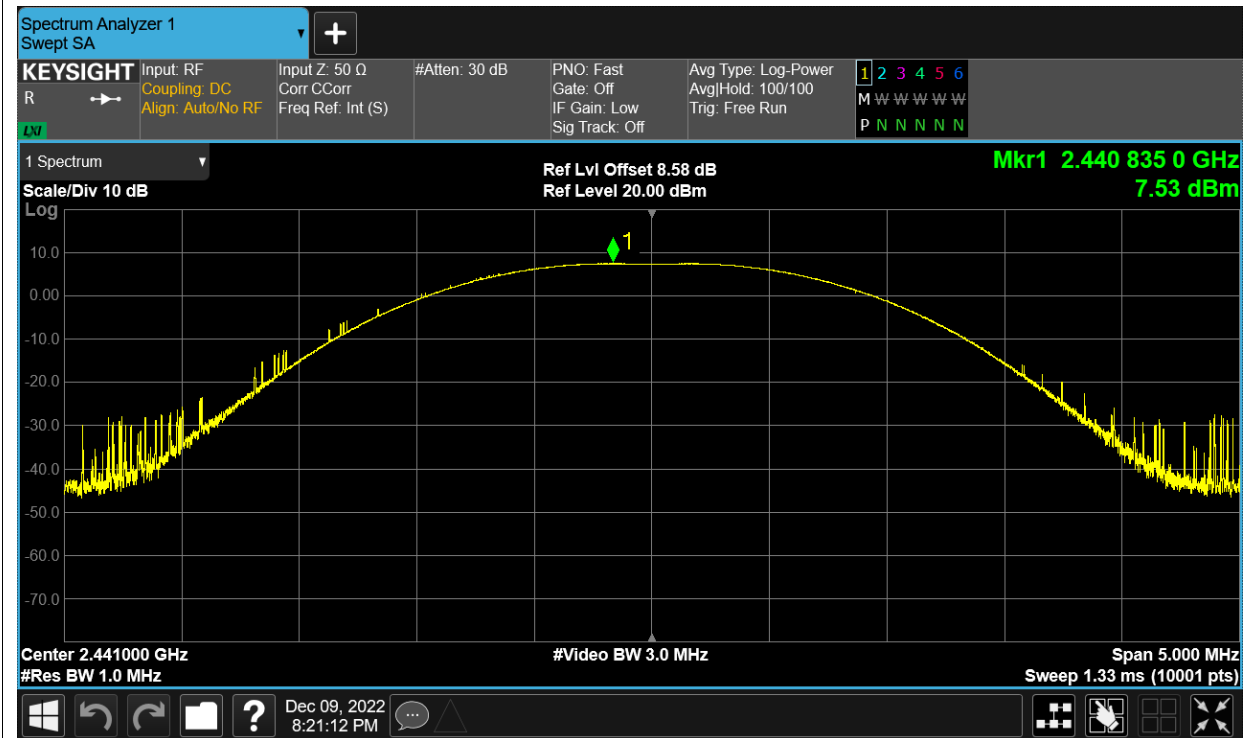 Spectrum Analyzer 1
Swept SA
+
KEYSIGHT
R
LXI
Input: RF
Coupling: DC
Align: Auto/No RF
Input Z: 50 Ω
Corr CCorr
Freq Ref: Int (S)
#Atten: 30 dB
PNO: Fast
Gate: Off
IF Gain: Low
Sig Track: Off
Avg Type: Log-Power
Avg|Hold: 100/100
Trig: Free Run
1 2 3 4 5 6
M W W W W W
P N N N N N
1 Spectrum
Scale/Div 10 dB
Log
Ref Lvl Offset 8.58 dB
Ref Level 20.00 dBm
Mkr1 2.440 835 0 GHz
7.53 dBm
1
10.0
0.00
-10.0
-20.0
-30.0
-40.0
-50.0
-60.0
-70.0
Center 2.441000 GHz
#Res BW 1.0 MHz
#Video BW 3.0 MHz
Span 5.000 MHz
Sweep 1.33 ms (10001 pts)
?
Dec 09, 2022
8:21:12 PM